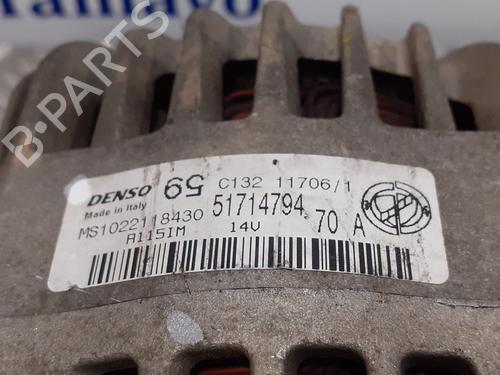 DENSO 59 C132 11706/1
Made in Italy
MS1022118430 51714794 70 A
A115IM 14V
B-PARTS